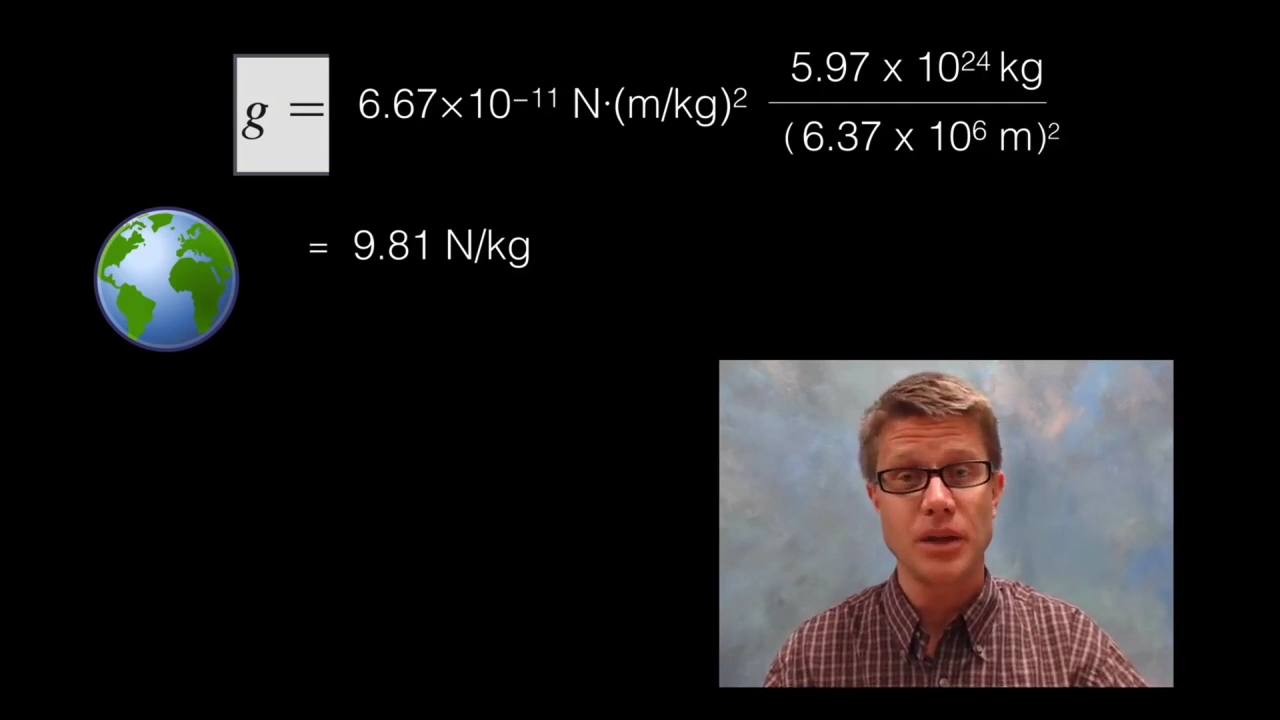 g = 6.67×10⁻¹¹ N·(m/kg)² 5.97 x 10²⁴ kg
(6.37 x 10⁶ m)²
= 9.81 N/kg